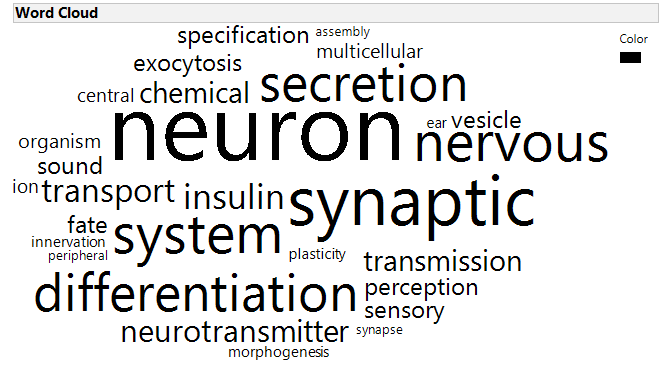 Word Cloud
specification
assembly
Color
multicellular
exocytosis
central
chemical
secretion
neuron
ear
vesicle
nervous
organism
sound
ion
transport
insulin
synaptic
fate
system
innervation
peripheral
plasticity
transmission
differentiation
perception
sensory
neurotransmitter
synapse
morphogenesis